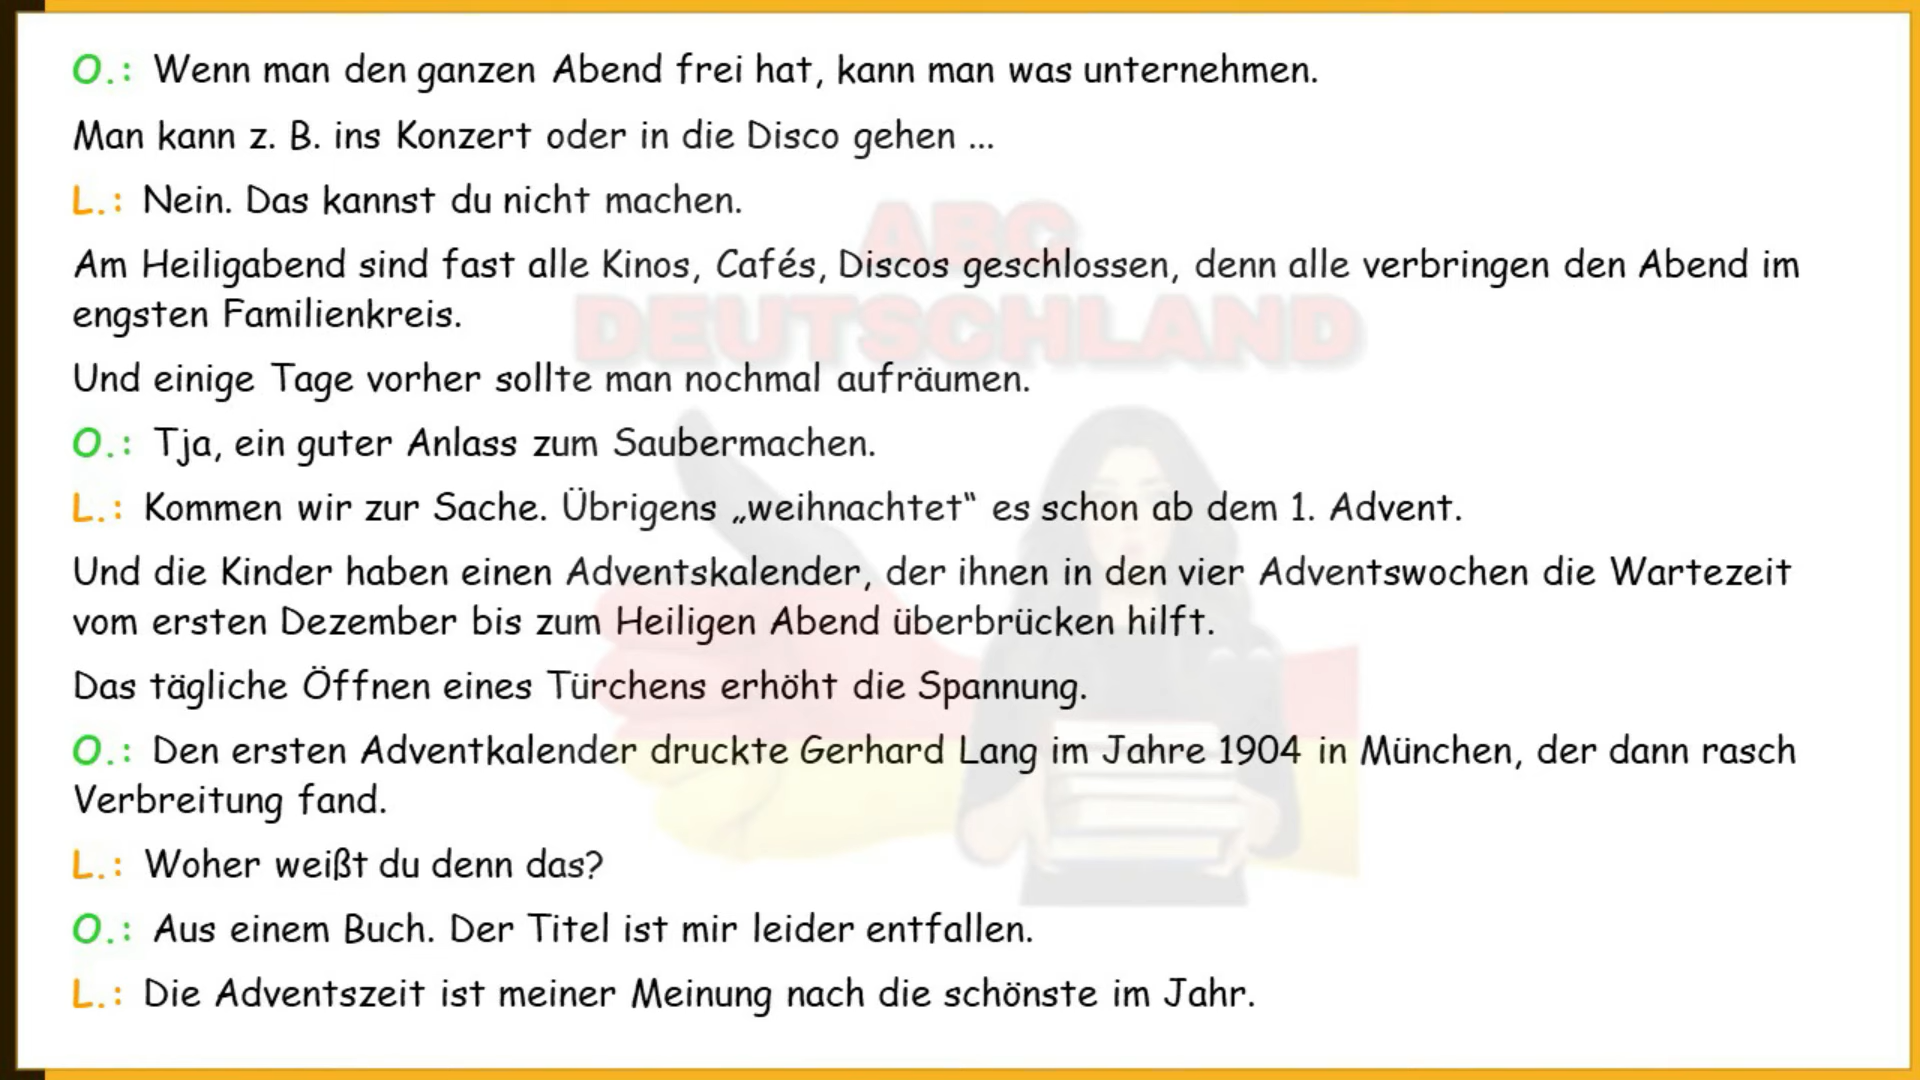 O.: Wenn man den ganzen Abend frei hat, kann man was unternehmen.
Man kann z. B. ins Konzert oder in die Disco gehen ...
L.: Nein. Das kannst du nicht machen.
Am Heiligabend sind fast alle Kinos, Cafés, Discos geschlossen, denn alle verbringen den Abend im
engsten Familienkreis.
Und einige Tage vorher sollte man nochmal aufräumen.
O.: Tja, ein guter Anlass zum Saubermachen.
L.: Kommen wir zur Sache. Übrigens „weihnachtet“ es schon ab dem 1. Advent.
Und die Kinder haben einen Adventskalender, der ihnen in den vier Adventswochen die Wartezeit
vom ersten Dezember bis zum Heiligen Abend überbrücken hilft.
Das tägliche Öffnen eines Türchens erhöht die Spannung.
O.: Den ersten Adventkalender druckte Gerhard Lang im Jahre 1904 in München, der dann rasch
Verbreitung fand.
L.: Woher weißt du denn das?
O.: Aus einem Buch. Der Titel ist mir leider entfallen.
L.: Die Adventszeit ist meiner Meinung nach die schönste im Jahr.
ABC
DEUTSCHLAND